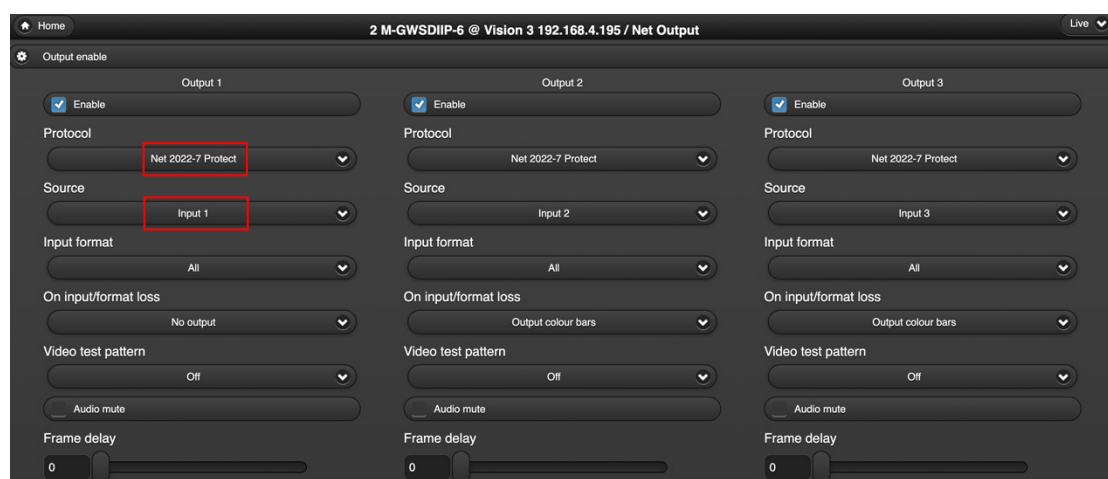 Home
2 M-GWSDIIP-6 @ Vision 3 192.168.4.195 / Net Output
Live
Output enable
Output 1 Output 2 Output 3
Enable Enable Enable
Protocol Protocol Protocol
Net 2022-7 Protect Net 2022-7 Protect Net 2022-7 Protect
Source Source Source
Input 1 Input 2 Input 3
Input format Input format Input format
All All All
On input/format loss On input/format loss On input/format loss
No output Output colour bars Output colour bars
Video test pattern Video test pattern Video test pattern
Off Off Off
Audio mute Audio mute Audio mute
Frame delay Frame delay Frame delay
0 0 0